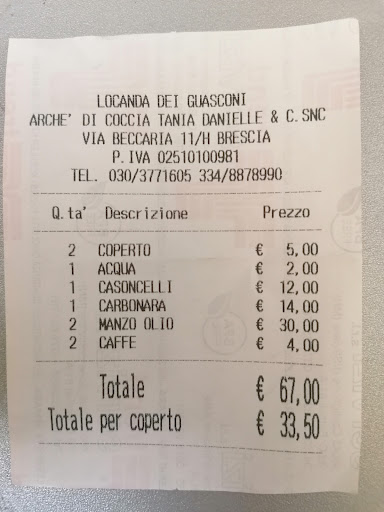 LOCANDA DEI GUASCONI
ARCHE' DI COCCIA TANIA DANIELLE & C.SNC
VIA BECCARIA 11/H BRESCIA
P.IVA 02510100981
TEL. 030/3771605 334/8878990
Q.ta' Descrizione Prezzo
2 COPERTO € 5,00
1 ACQUA € 2,00
1 CASONCELLI € 12,00
1 CARBONARA € 14,00
2 MANZO OLIO € 30,00
2 CAFFE € 4,00
Totale € 67,00
Totale per coperto € 33,50